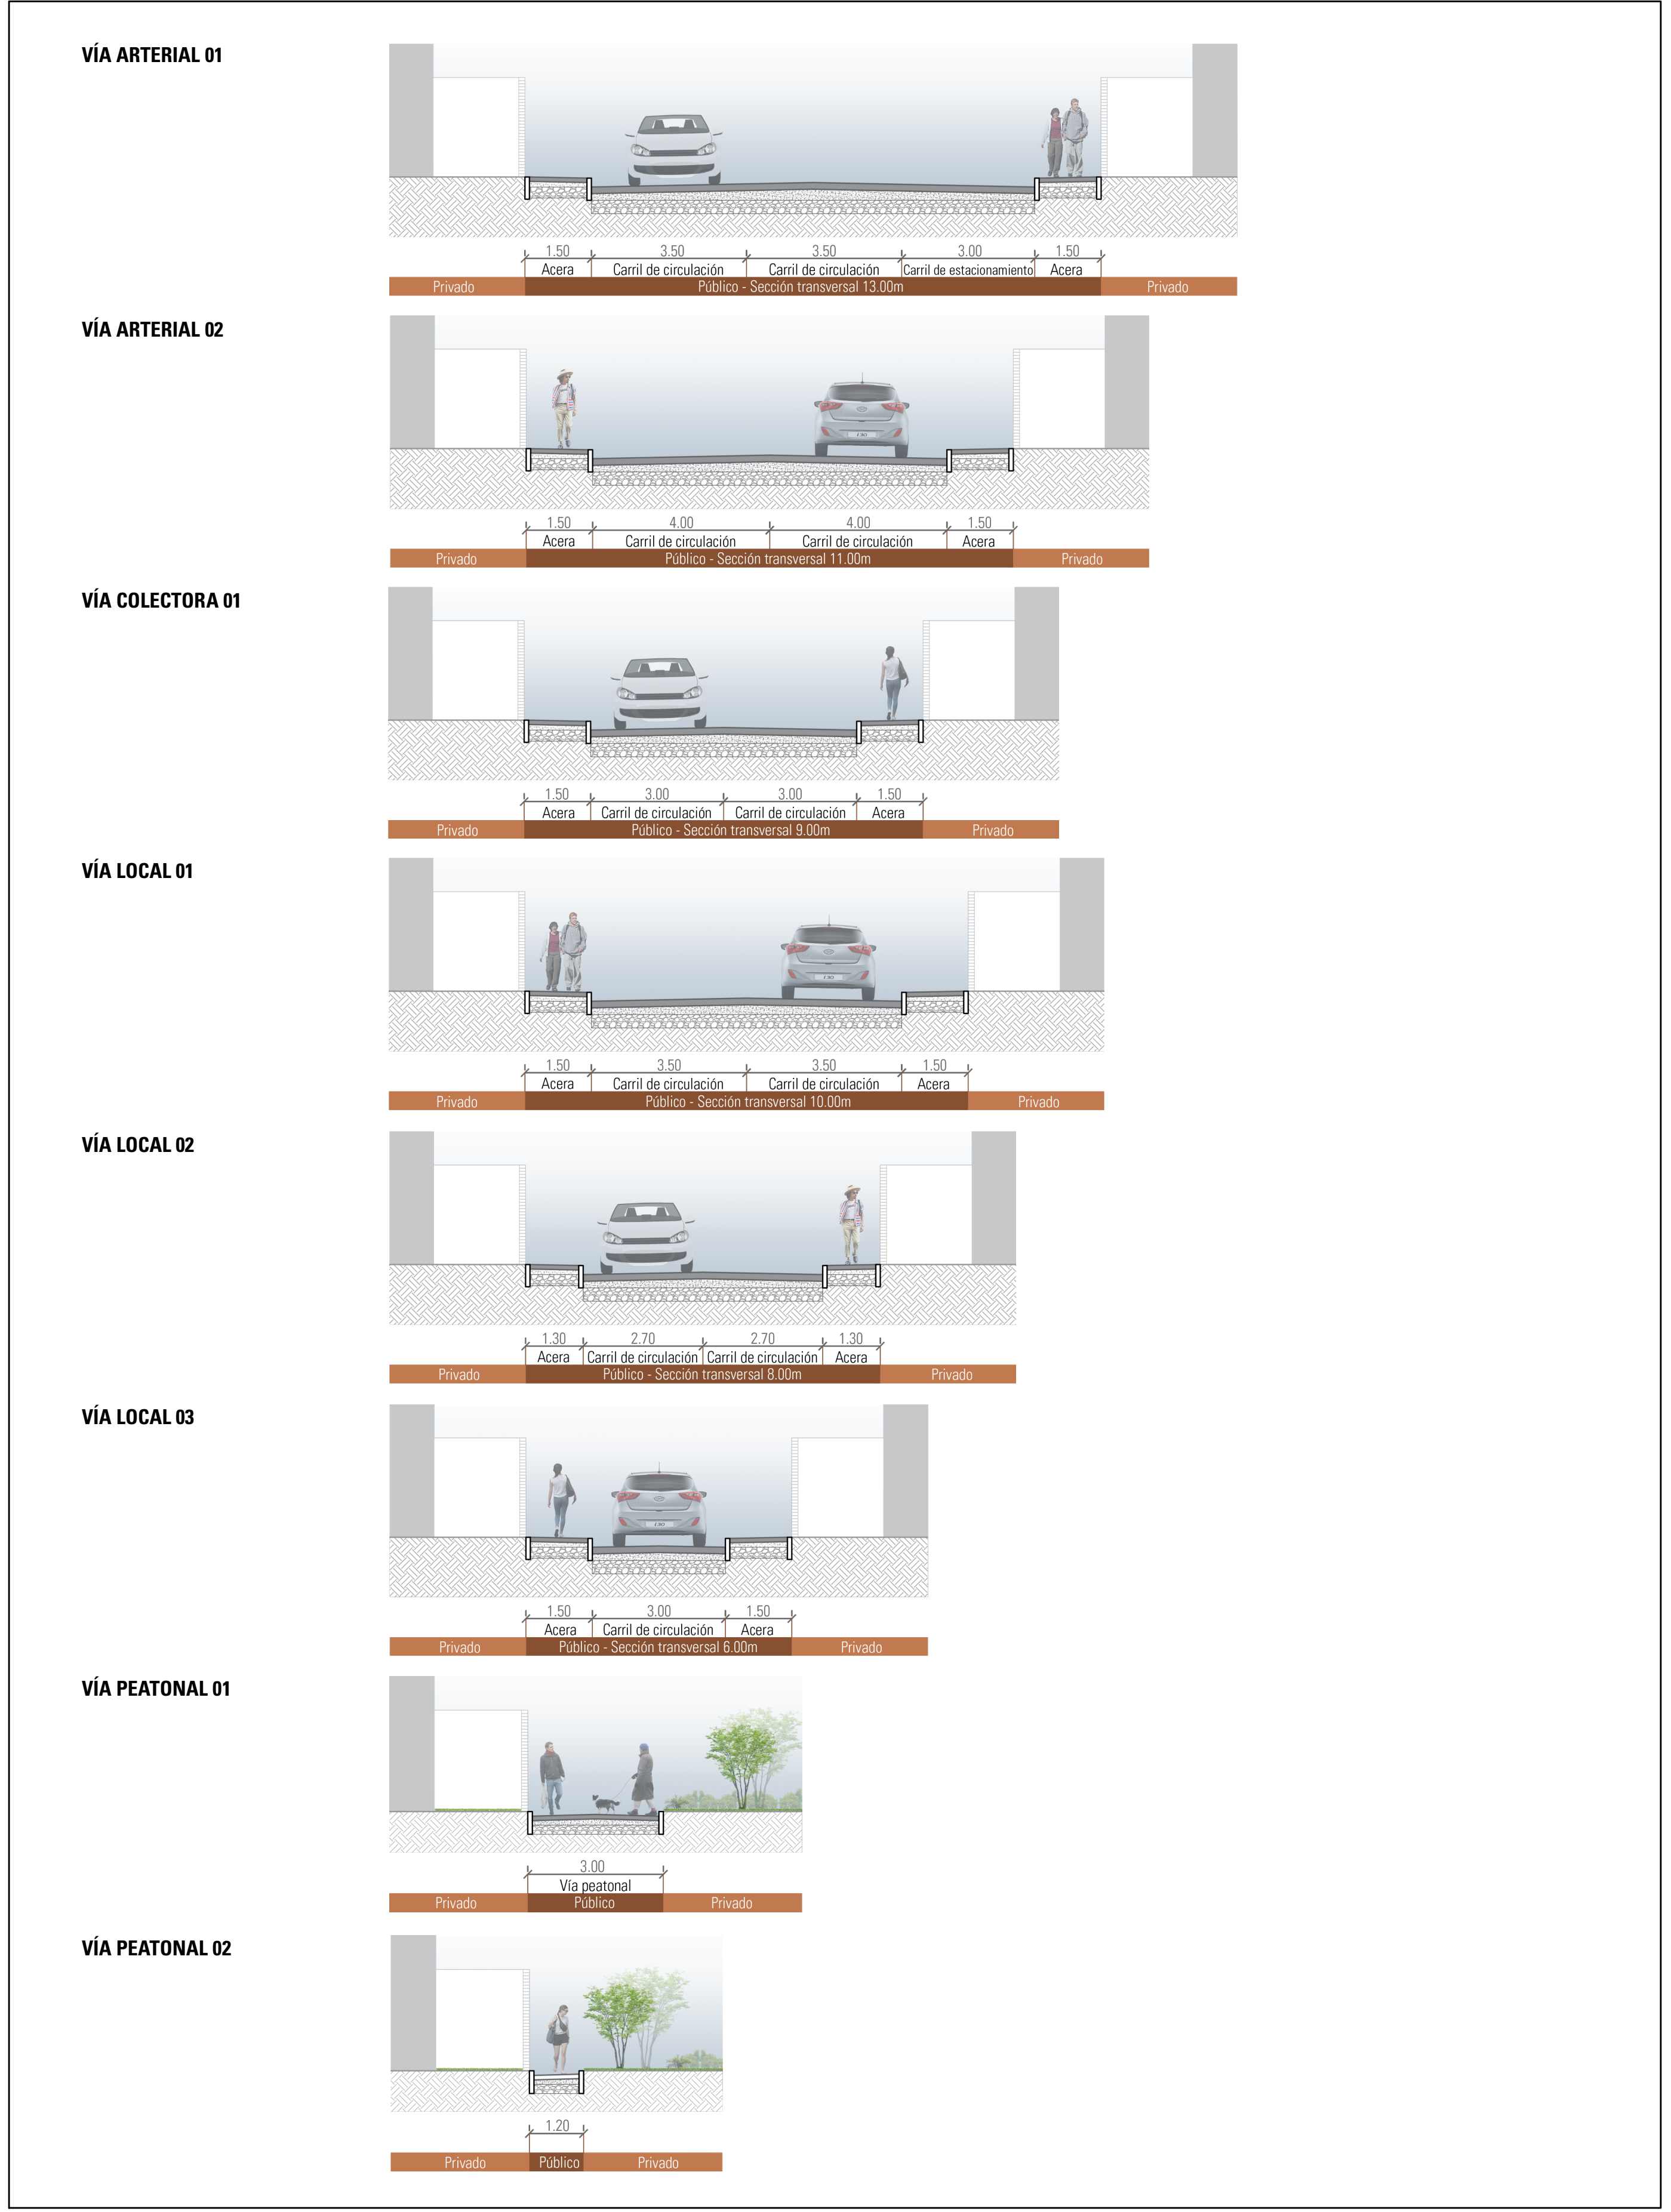 VÍA ARTERIAL 01
1.50 3.50 3.50 3.00 1.50
Acera Carril de circulación Carril de circulación Carril de estacionamiento Acera
Privado Público - Sección transversal 13.00m Privado
VÍA ARTERIAL 02
i30
1.50 4.00 4.00 1.50
Acera Carril de circulación Carril de circulación Acera
Privado Público - Sección transversal 11.00m Privado
VÍA COLECTORA 01
1.50 3.00 3.00 1.50
Acera Carril de circulación Carril de circulación Acera
Privado Público - Sección transversal 9.00m Privado
VÍA LOCAL 01
i30
1.50 3.50 3.50 1.50
Acera Carril de circulación Carril de circulación Acera
Privado Público - Sección transversal 10.00m Privado
VÍA LOCAL 02
1.30 2.70 2.70 1.30
Acera Carril de circulación Carril de circulación Acera
Privado Público - Sección transversal 8.00m Privado
VÍA LOCAL 03
i30
1.50 3.00 1.50
Acera Carril de circulación Acera
Privado Público - Sección transversal 6.00m Privado
VÍA PEATONAL 01
3.00
Vía peatonal
Privado Público Privado
VÍA PEATONAL 02
1.20
Privado Público Privado